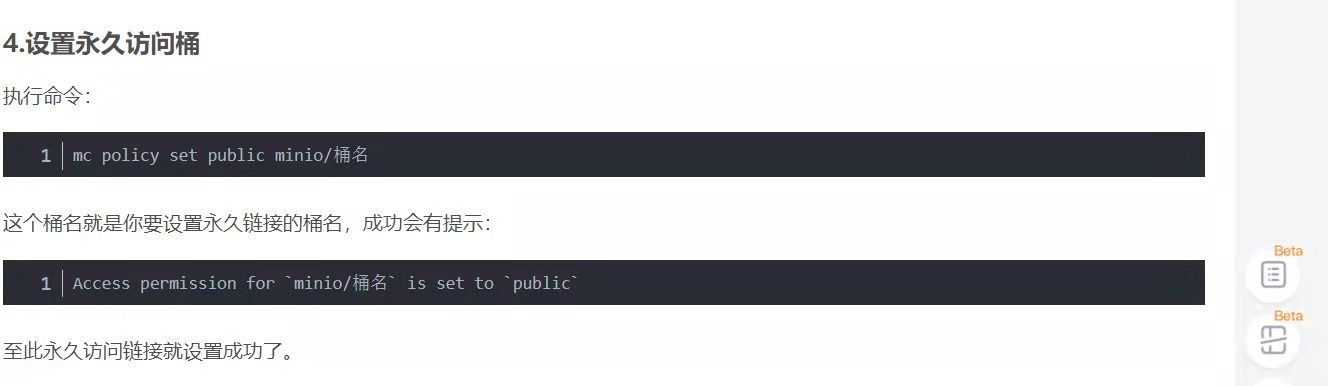 4.设置永久访问桶
执行命令：
1 mc policy set public minio/桶名
这个桶名就是你要设置永久链接的桶名，成功会有提示：
1 Access permission for `minio/桶名` is set to `public`
至此永久访问链接就设置成功了。
Beta
Beta